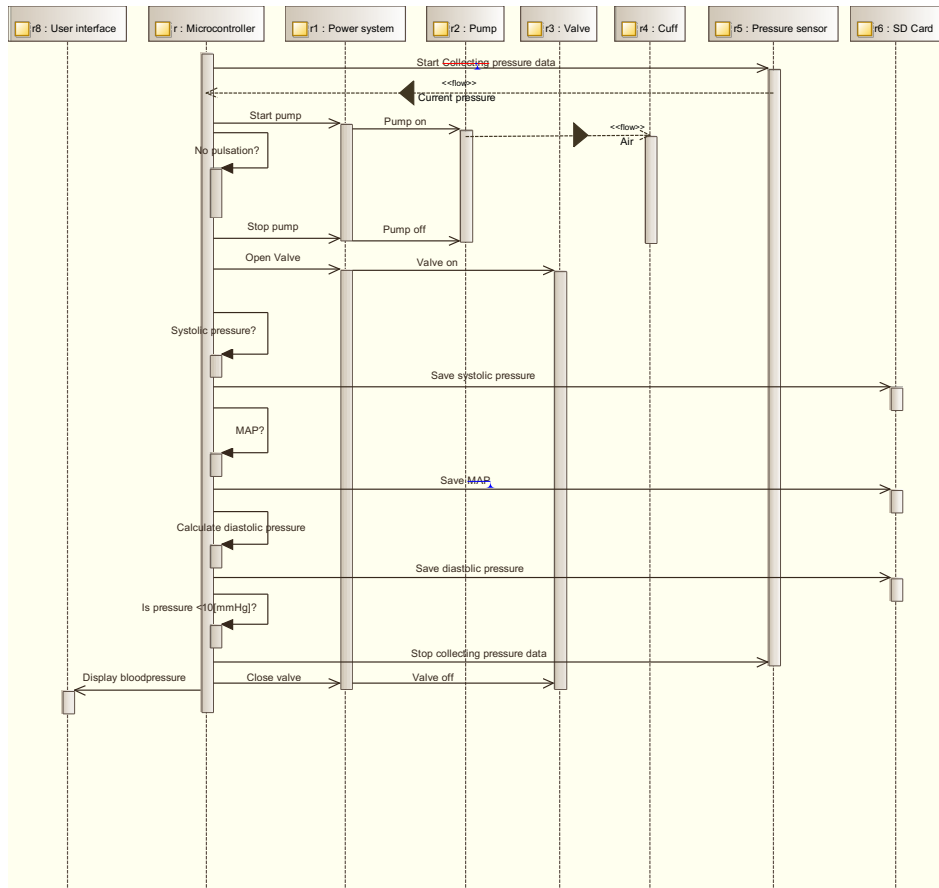 r8 : User interface
r : Microcontroller
r1 : Power system
r2 : Pump
r3 : Valve
r4 : Cuff
r5 : Pressure sensor
r6 : SD Card
Start Collecting pressure data
<<flow>>
Current pressure
Start pump
Pump on
<<flow>>
Air
No pulsation?
Stop pump
Pump off
Open Valve
Valve on
Systolic pressure?
Save systolic pressure
MAP?
Save MAP
Calculate diastolic pressure
Save diastolic pressure
Is pressure <10[mmHg]?
Stop collecting pressure data
Display bloodpressure
Close valve
Valve off